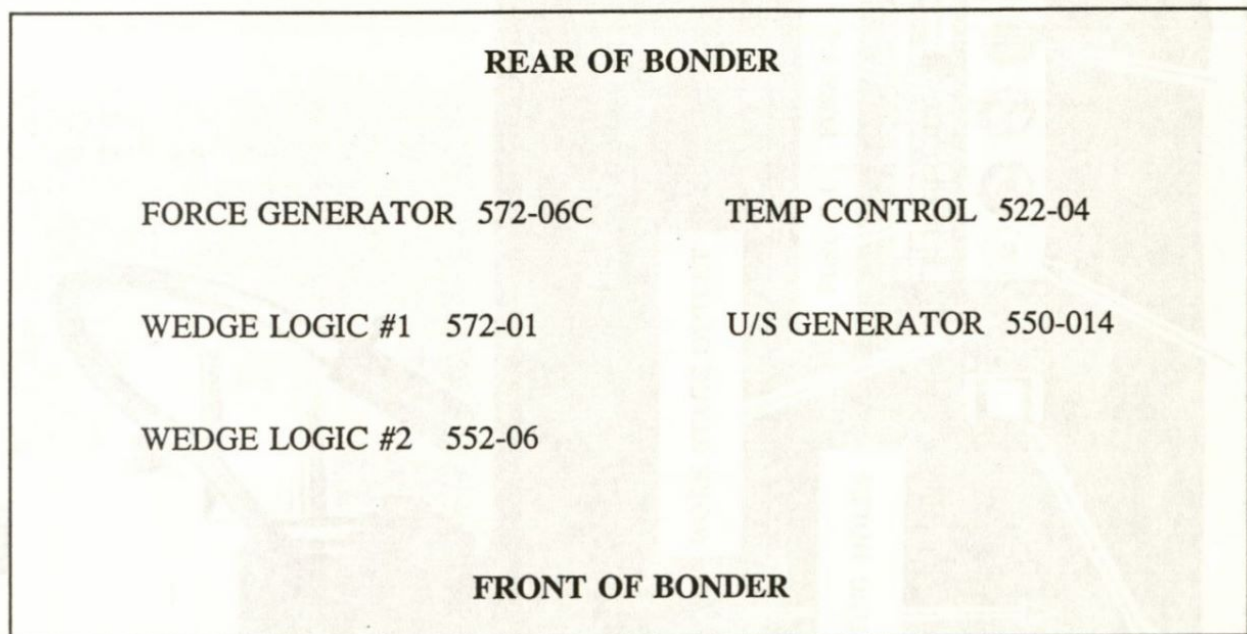 REAR OF BONDER
FORCE GENERATOR 572-06C TEMP CONTROL 522-04
WEDGE LOGIC #1 572-01 U/S GENERATOR 550-014
WEDGE LOGIC #2 552-06
FRONT OF BONDER